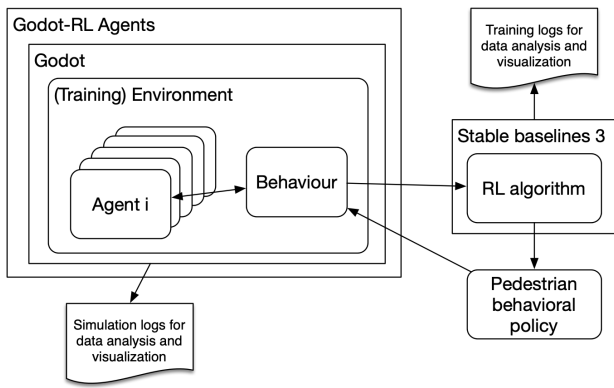 Godot-RL Agents
Godot
(Training) Environment
Agent i
Behaviour
Simulation logs for
data analysis and
visualization
Training logs for
data analysis and
visualization
Stable baselines 3
RL algorithm
Pedestrian
behavioral
policy